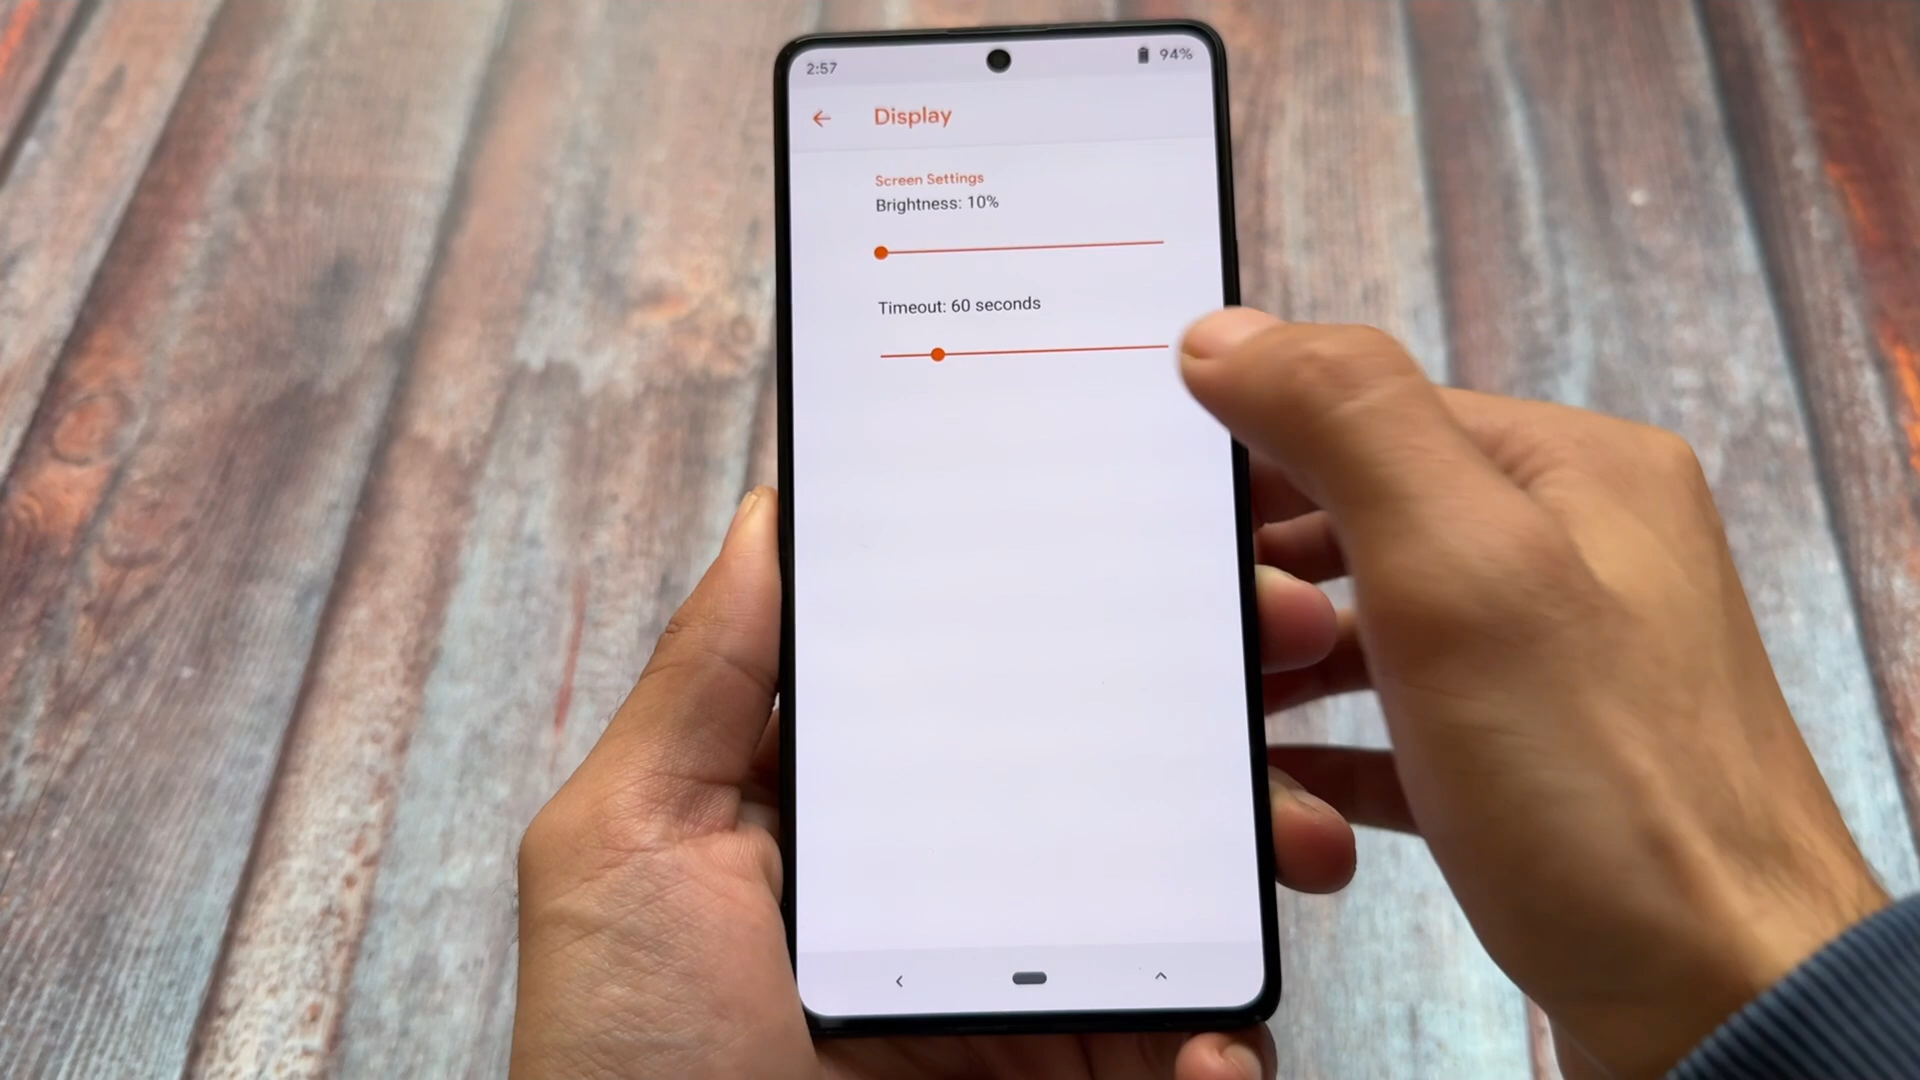 2:57
94%
Display
Screen Settings
Brightness: 10%
Timeout: 60 seconds